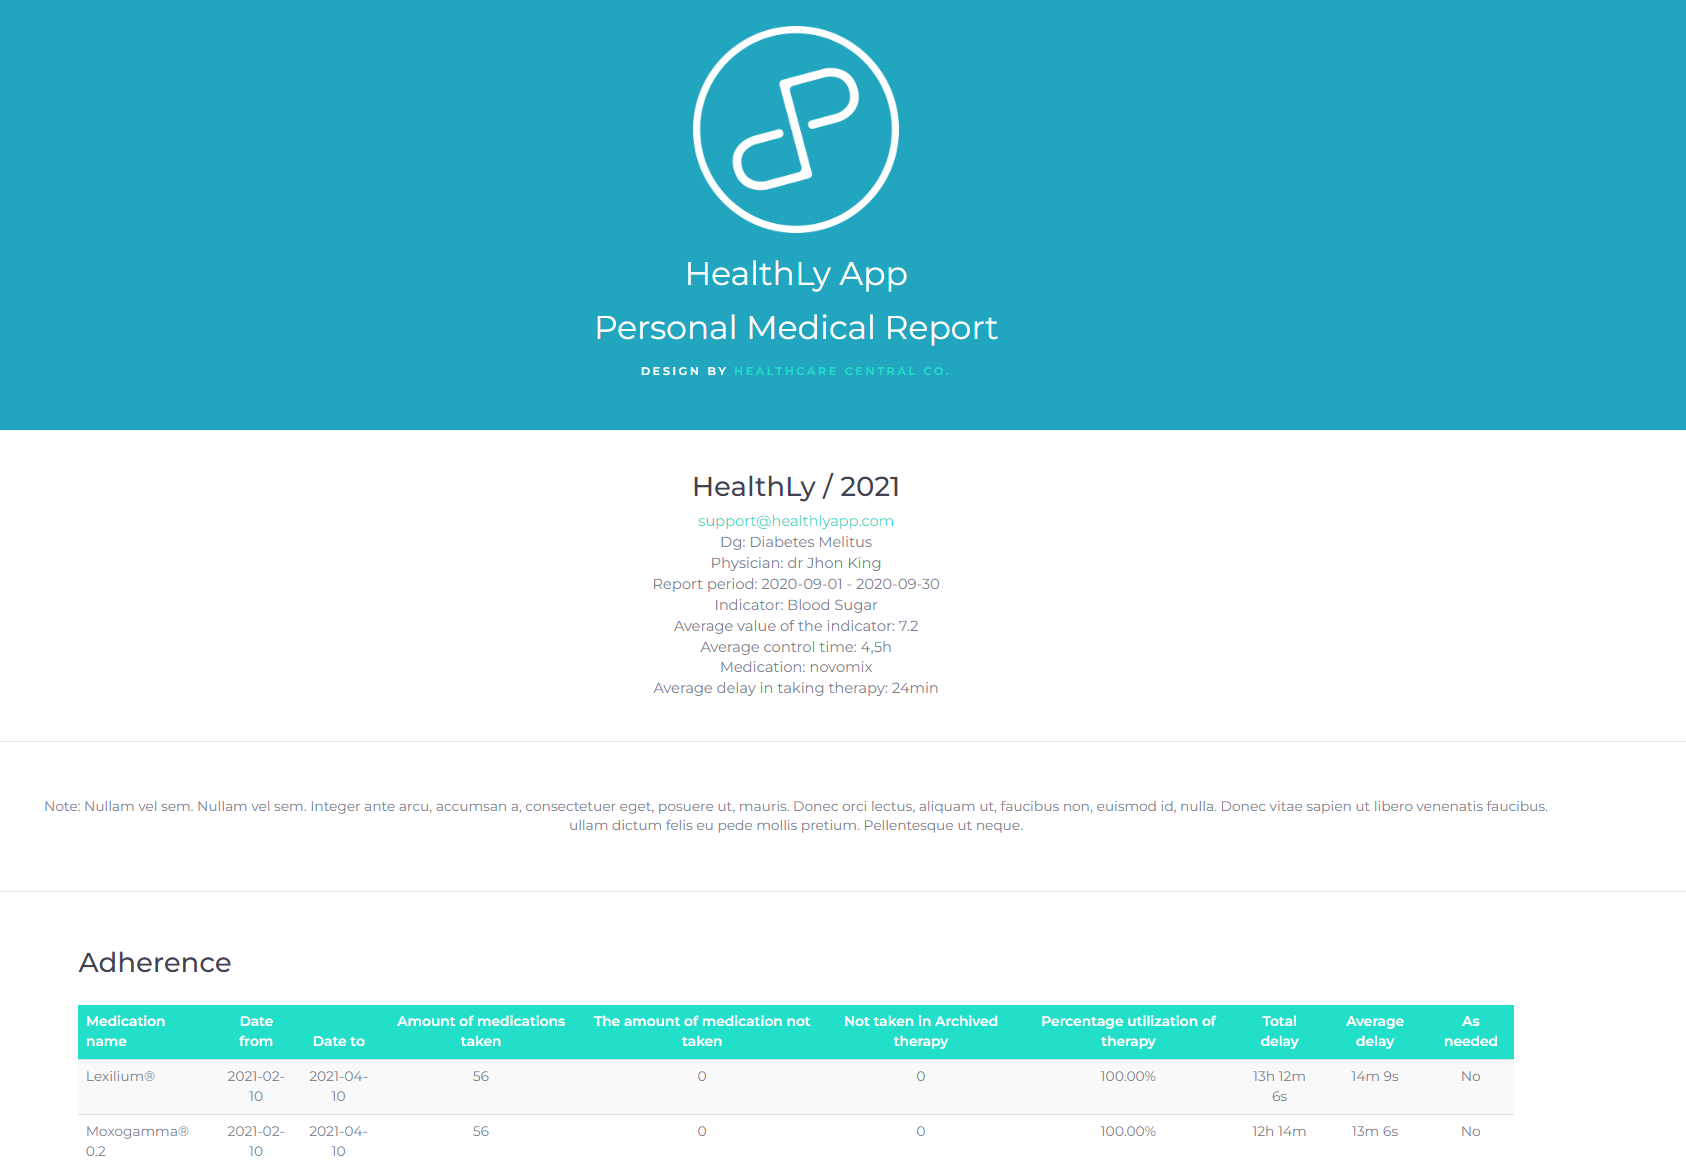 HealthLy App
Personal Medical Report
DESIGN BY HEALTHCARE CENTRAL CO.
HealthLy / 2021
support@healthlyapp.com
Dg: Diabetes Melitus
Physician: dr Jhon King
Report period: 2020-09-01 - 2020-09-30
Indicator: Blood Sugar
Average value of the indicator: 7.2
Average control time: 4,5h
Medication: novomix
Average delay in taking therapy: 24min
Note: Nullam vel sem. Nullam vel sem. Integer ante arcu, accumsan a, consectetuer eget, posuere ut, mauris. Donec orci lectus, aliquam ut, faucibus non, euismod id, nulla. Donec vitae sapien ut libero venenatis faucibus.
ullam dictum felis eu pede mollis pretium. Pellentesque ut neque.
Adherence
Medication Date Amount of medications The amount of medication not Not taken in Archived Percentage utilization of Total Average As
name from Date to taken taken therapy therapy delay delay needed
Lexilium® 2021-02- 2021-04- 56 0 0 100.00% 13h 12m 14m 9s No
10 10 6s
Moxogamma® 2021-02- 2021-04- 56 0 0 100.00% 12h 14m 13m 6s No
0.2 10 10